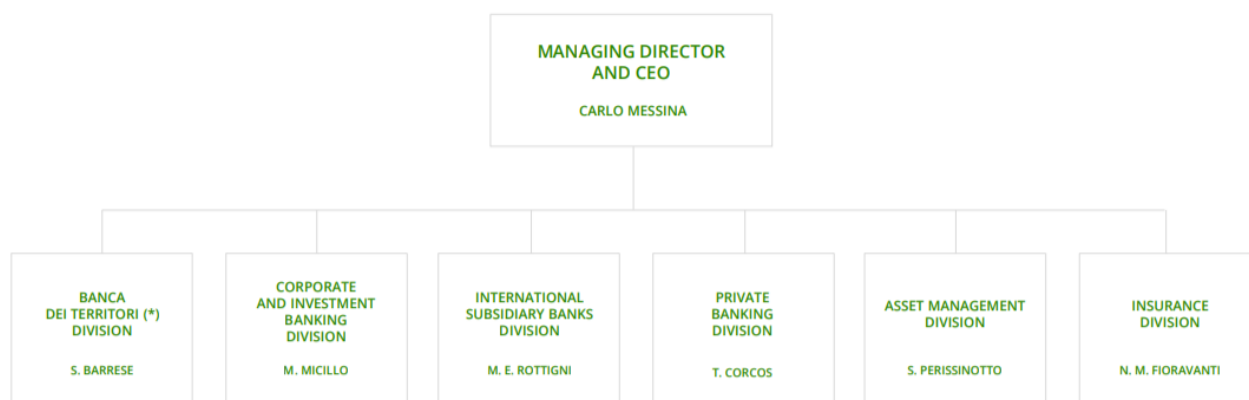 MANAGING DIRECTOR
AND CEO
CARLO MESSINA
BANCA
DEI TERRITORI (*)
DIVISION
S. BARRESE
CORPORATE
AND INVESTMENT
BANKING
DIVISION
M. MICILLO
INTERNATIONAL
SUBSIDIARY BANKS
DIVISION
M. E. ROTTIGNI
PRIVATE
BANKING
DIVISION
T. CORCOS
ASSET MANAGEMENT
DIVISION
S. PERISSINOTTO
INSURANCE
DIVISION
N. M. FIORAVANTI